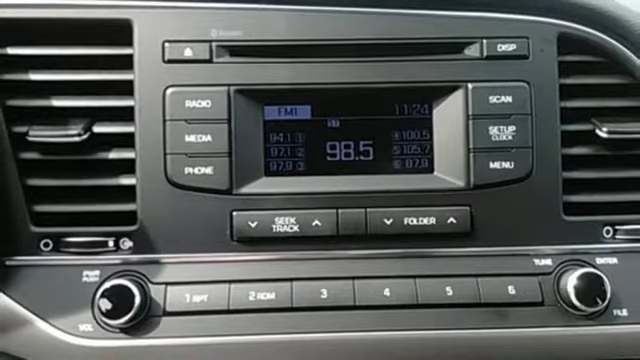 Bluetooth
DISP
RADIO
MEDIA
PHONE
FM1
11:24
94.1 1
97.1 2
97.9 3
98.5
4 100.5
5 105.7
6 87.9
SCAN
SETUP
CLOCK
MENU
SEEK
TRACK
FOLDER
PWR
PUSH
VOL
1 RPT
2 RDM
3
4
5
6
TUNE
ENTER
FILE